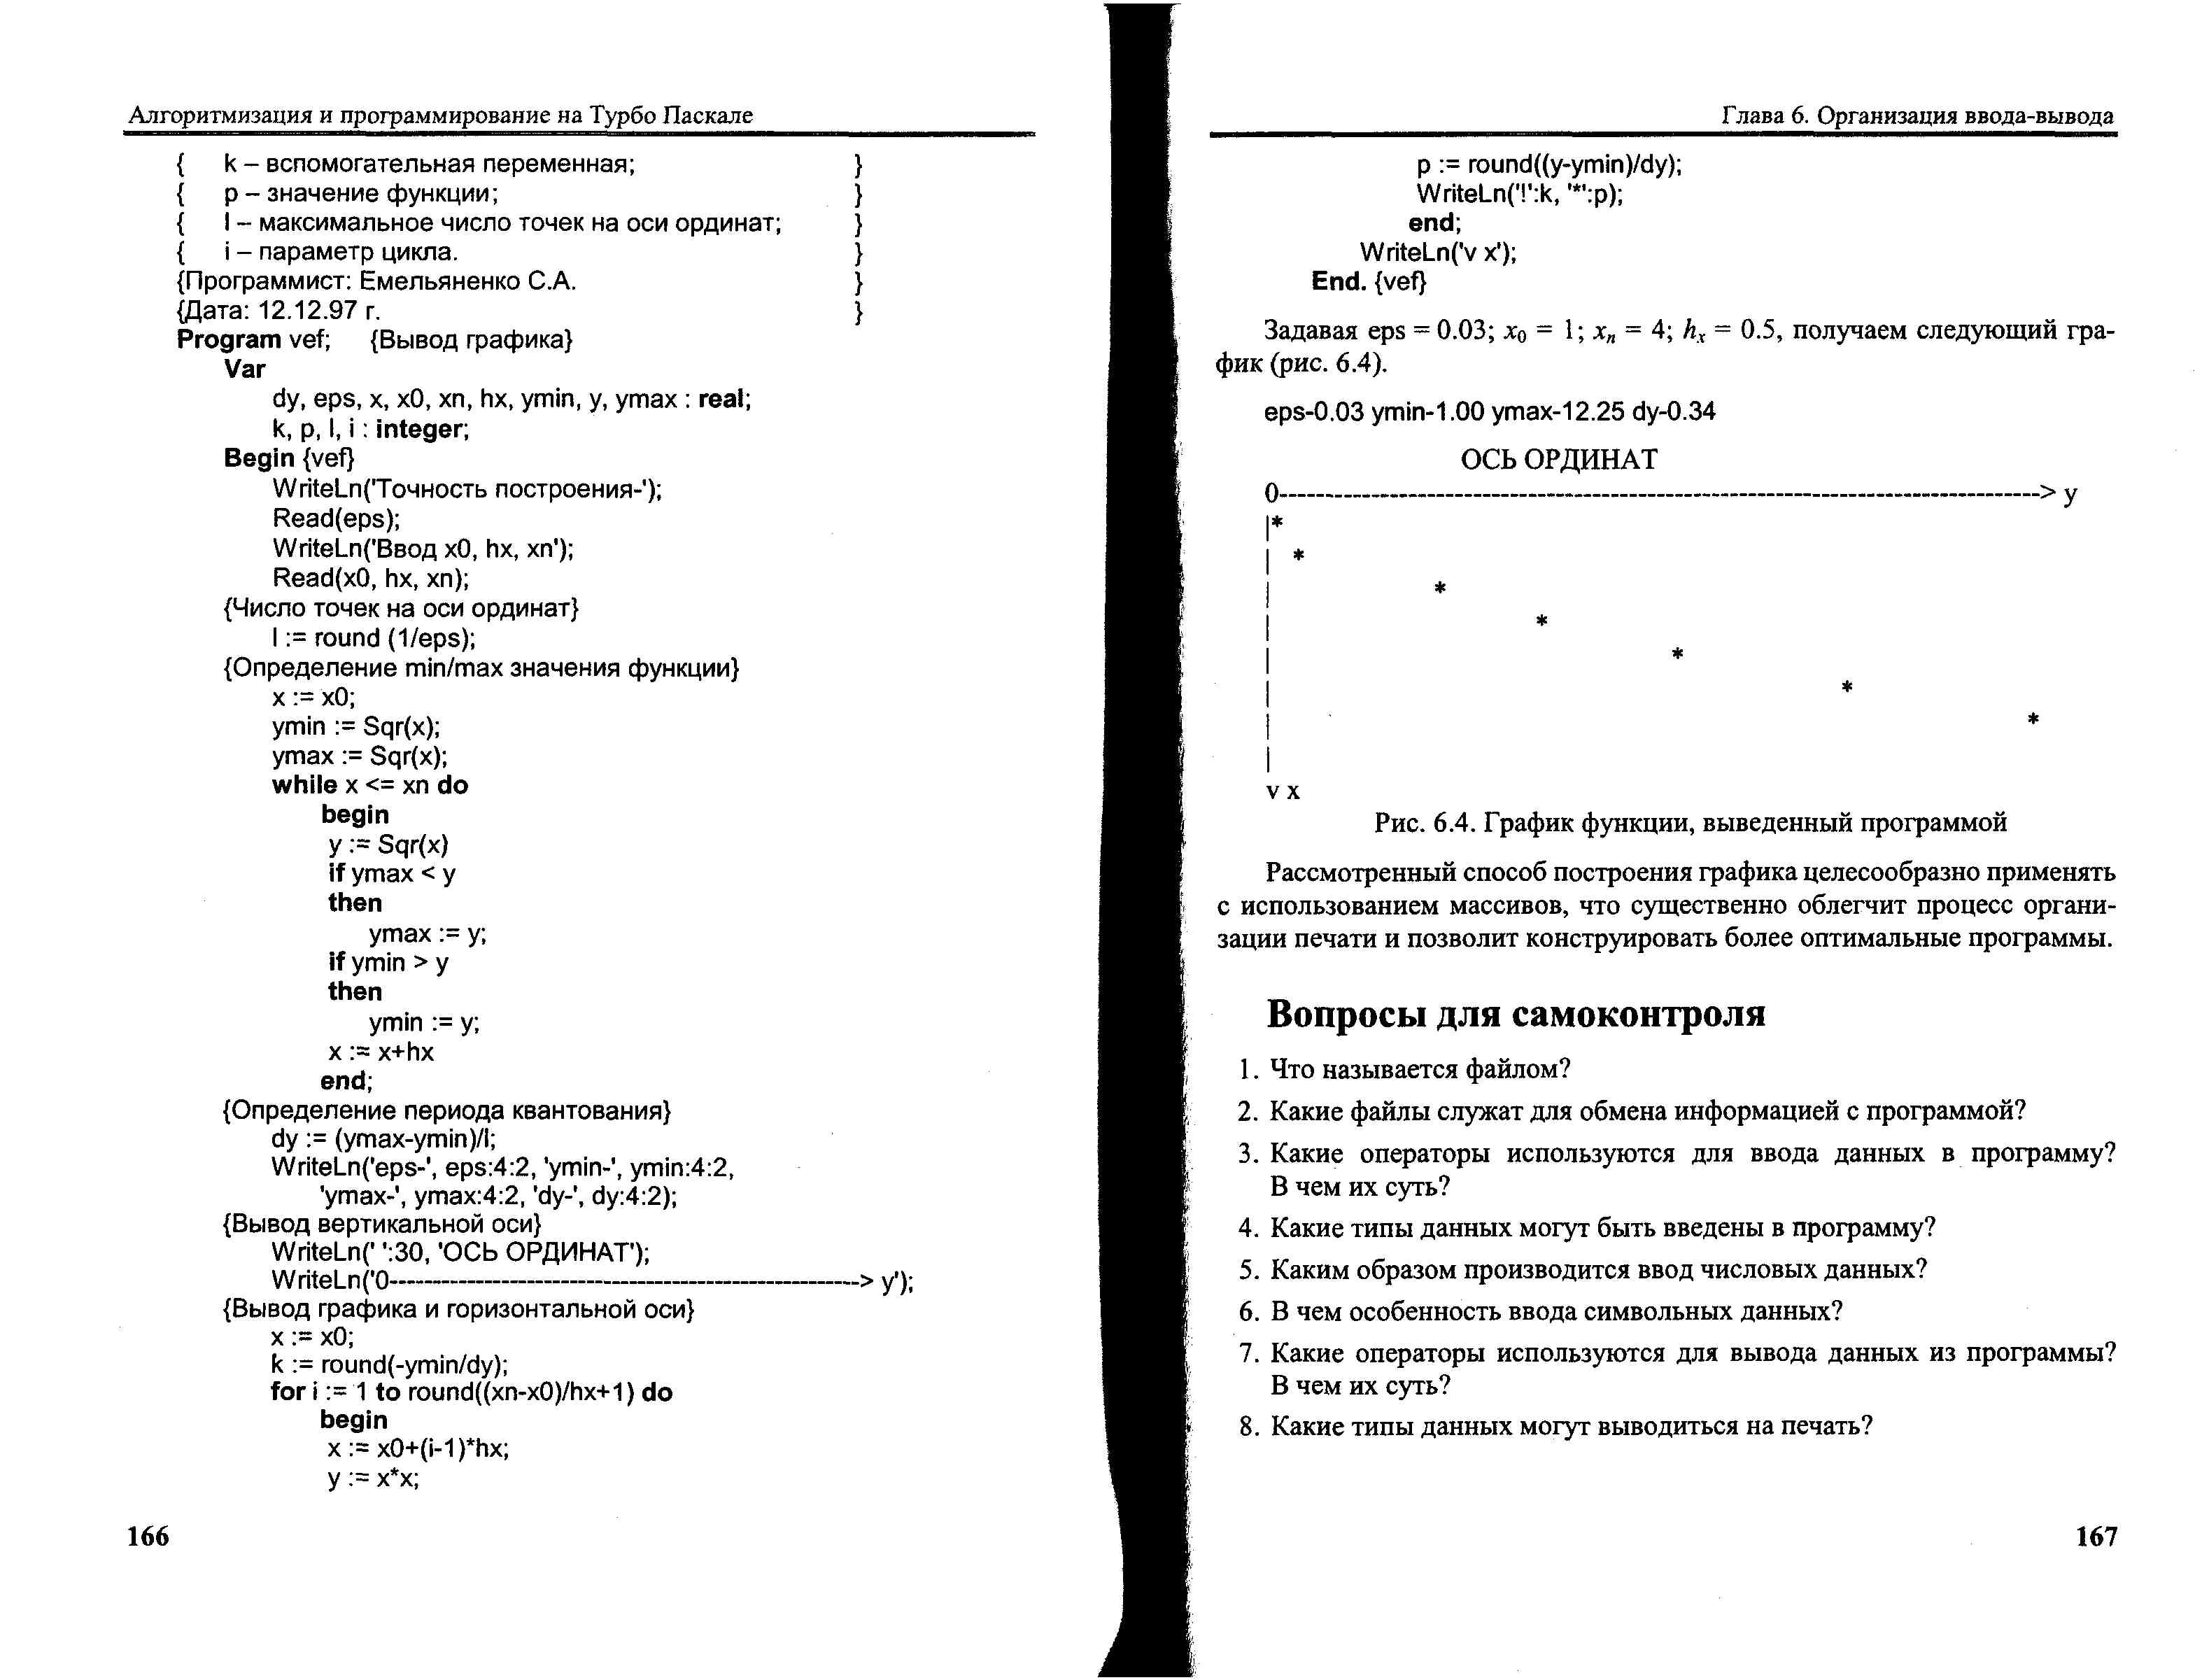 Алгоритмизация и программирование на Турбо Паскале
{ k – вспомогательная переменная; }
{ p – значение функции; }
{ l – максимальное число точек на оси ординат; }
{ i – параметр цикла. }
{Программист: Емельяненко С.А. }
{Дата: 12.12.97 г. }
Program vef; {Вывод графика}
Var
dy, eps, x, x0, xn, hx, ymin, y, ymax : real;
k, p, l, i : integer;
Begin {vef}
WriteLn('Точность построения-');
Read(eps);
WriteLn('Ввод x0, hx, xn');
Read(x0, hx, xn);
{Число точек на оси ординат}
l := round (1/eps);
{Определение min/max значения функции}
x := x0;
ymin := Sqr(x);
ymax := Sqr(x);
while x <= xn do
begin
y := Sqr(x)
if ymax < y
then
ymax := y;
if ymin > y
then
ymin := y;
x := x+hx
end;
{Определение периода квантования}
dy := (ymax-ymin)/l;
WriteLn('eps-', eps:4:2, 'ymin-', ymin:4:2,
'ymax-', ymax:4:2, 'dy-', dy:4:2);
{Вывод вертикальной оси}
WriteLn(' ':30, 'ОСЬ ОРДИНАТ');
WriteLn('0--------------------------------------------------------------> y');
{Вывод графика и горизонтальной оси}
x := x0;
k := round(-ymin/dy);
for i := 1 to round((xn-x0)/hx+1) do
begin
x := x0+(i-1)*hx;
y := x*x;
166
Глава 6. Организация ввода-вывода
p := round((y-ymin)/dy);
WriteLn('!':k, '*':p);
end;
WriteLn('v x');
End. {vef}
Задавая eps = 0.03; x₀ = 1; xₙ = 4; hₓ = 0.5, получаем следующий гра-
фик (рис. 6.4).
eps-0.03 ymin-1.00 ymax-12.25 dy-0.34
ОСЬ ОРДИНАТ
0--------------------------------------------------------------> y
|*
| *
| *
| *
| *
| *
| *
|
v x
Рис. 6.4. График функции, выведенный программой
Рассмотренный способ построения графика целесообразно применять
с использованием массивов, что существенно облегчит процесс органи-
зации печати и позволит конструировать более оптимальные программы.
Вопросы для самоконтроля
1. Что называется файлом?
2. Какие файлы служат для обмена информацией с программой?
3. Какие операторы используются для ввода данных в программу?
В чем их суть?
4. Какие типы данных могут быть введены в программу?
5. Каким образом производится ввод числовых данных?
6. В чем особенность ввода символьных данных?
7. Какие операторы используются для вывода данных из программы?
В чем их суть?
8. Какие типы данных могут выводиться на печать?
167